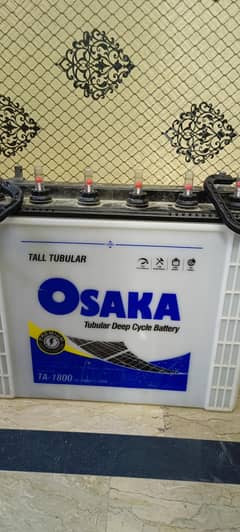 TALL TUBULAR
OSAKA
Tubular Deep Cycle Battery
TA-1800